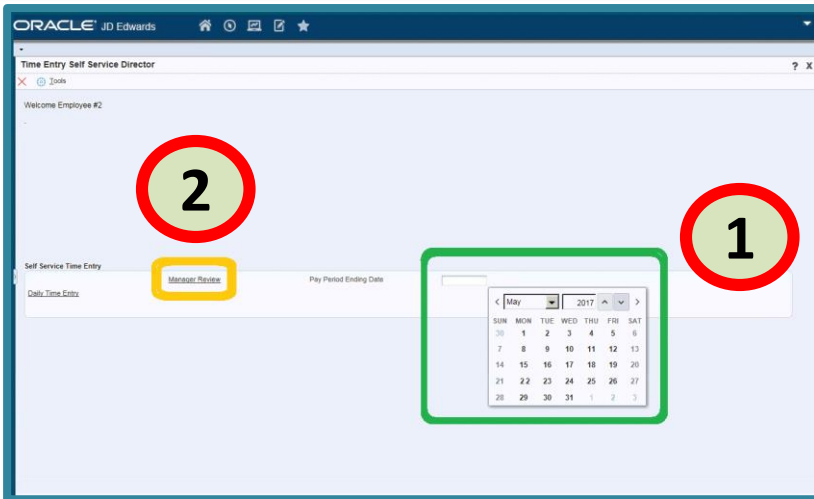 ORACLE JD Edwards
Time Entry Self Service Director
? X
Tools
Welcome Employee #2
2
1
Self Service Time Entry
Manager Review Pay Period Ending Date
Daily Time Entry
< May 2017 >
SUN MON TUE WED THU FRI SAT
30 1 2 3 4 5 6
7 8 9 10 11 12 13
14 15 16 17 18 19 20
21 22 23 24 25 26 27
28 29 30 31 1 2 3